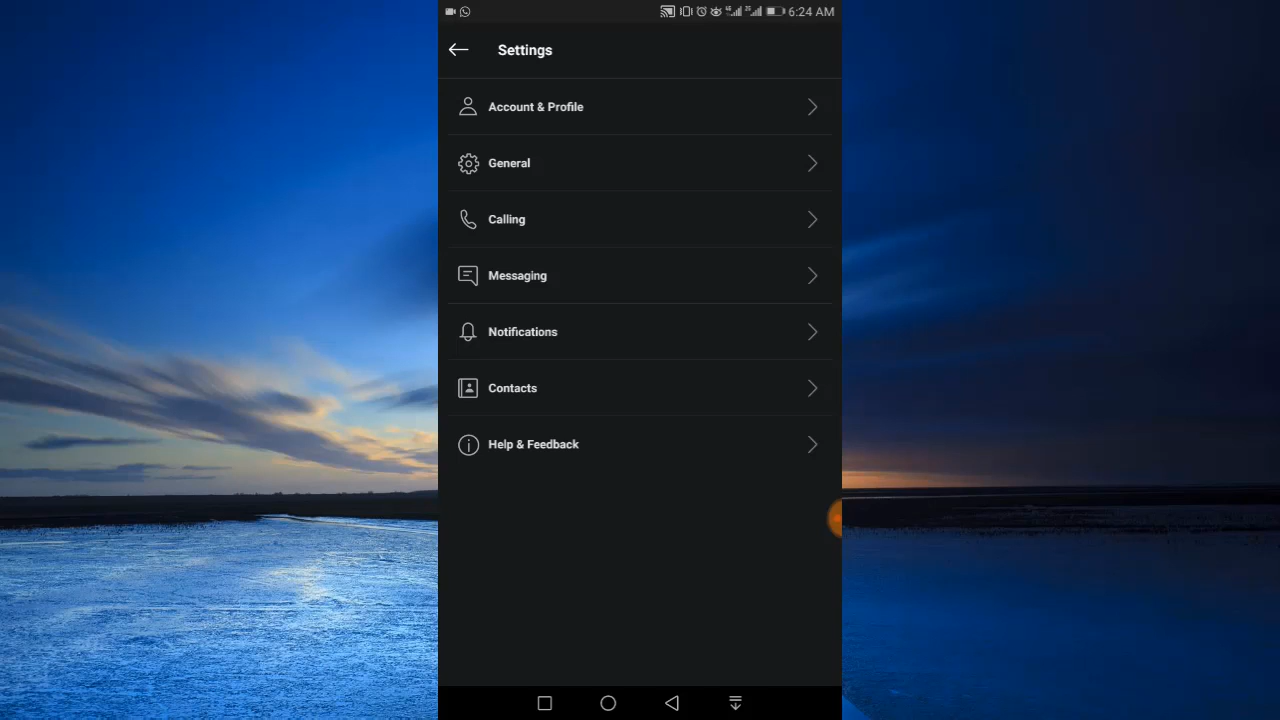 6:24 AM
Settings
Account & Profile
General
Calling
Messaging
Notifications
Contacts
Help & Feedback